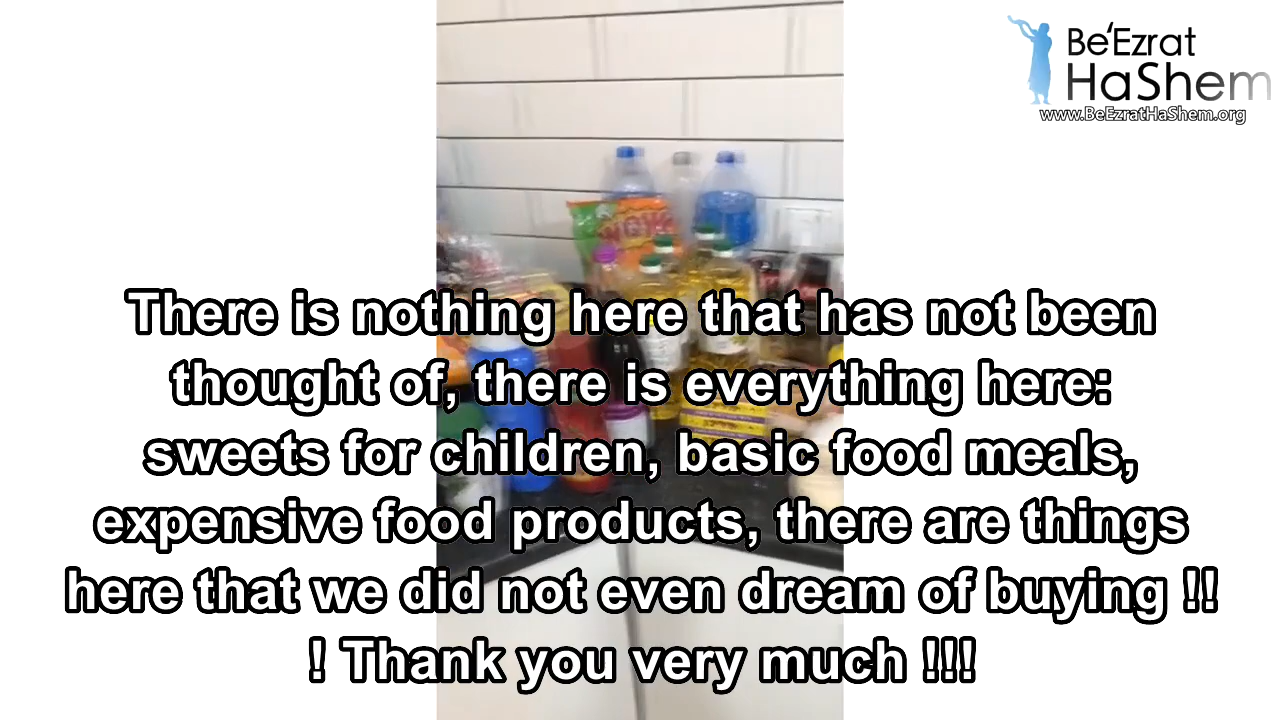 Be'Ezrat
HaShem
www.BeEzratHaShem.org
There is nothing here that has not been
thought of, there is everything here:
sweets for children, basic food meals,
expensive food products, there are things
here that we did not even dream of buying !!
! Thank you very much !!!